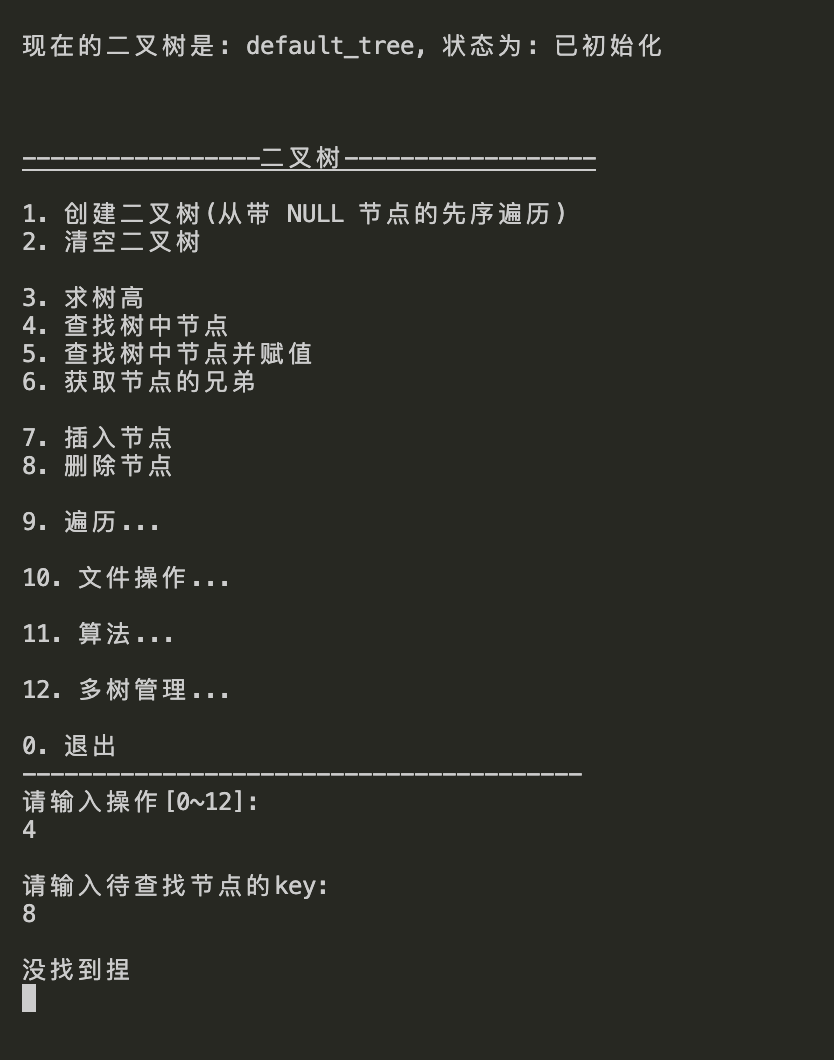 现在的二叉树是: default_tree, 状态为: 已初始化
-----------------二叉树------------------
1. 创建二叉树(从带 NULL 节点的先序遍历)
2. 清空二叉树
3. 求树高
4. 查找树中节点
5. 查找树中节点并赋值
6. 获取节点的兄弟
7. 插入节点
8. 删除节点
9. 遍历...
10. 文件操作...
11. 算法...
12. 多树管理...
0. 退出
----------------------------------------
请输入操作[0~12]:
4
请输入待查找节点的key:
8
没找到捏